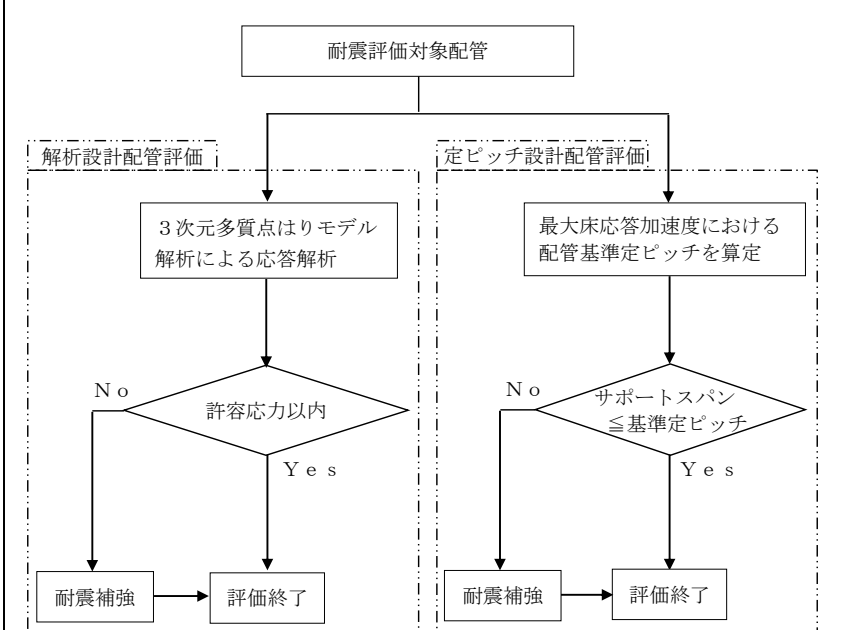 耐震評価対象配管
解析設計配管評価
３次元多質点はりモデル
解析による応答解析
許容応力以内
Ｎｏ
Ｙｅｓ
耐震補強
評価終了
定ピッチ設計配管評価
最大床応答加速度における
配管基準定ピッチを算定
サポートスパン
≦基準定ピッチ
Ｎｏ
Ｙｅｓ
耐震補強
評価終了